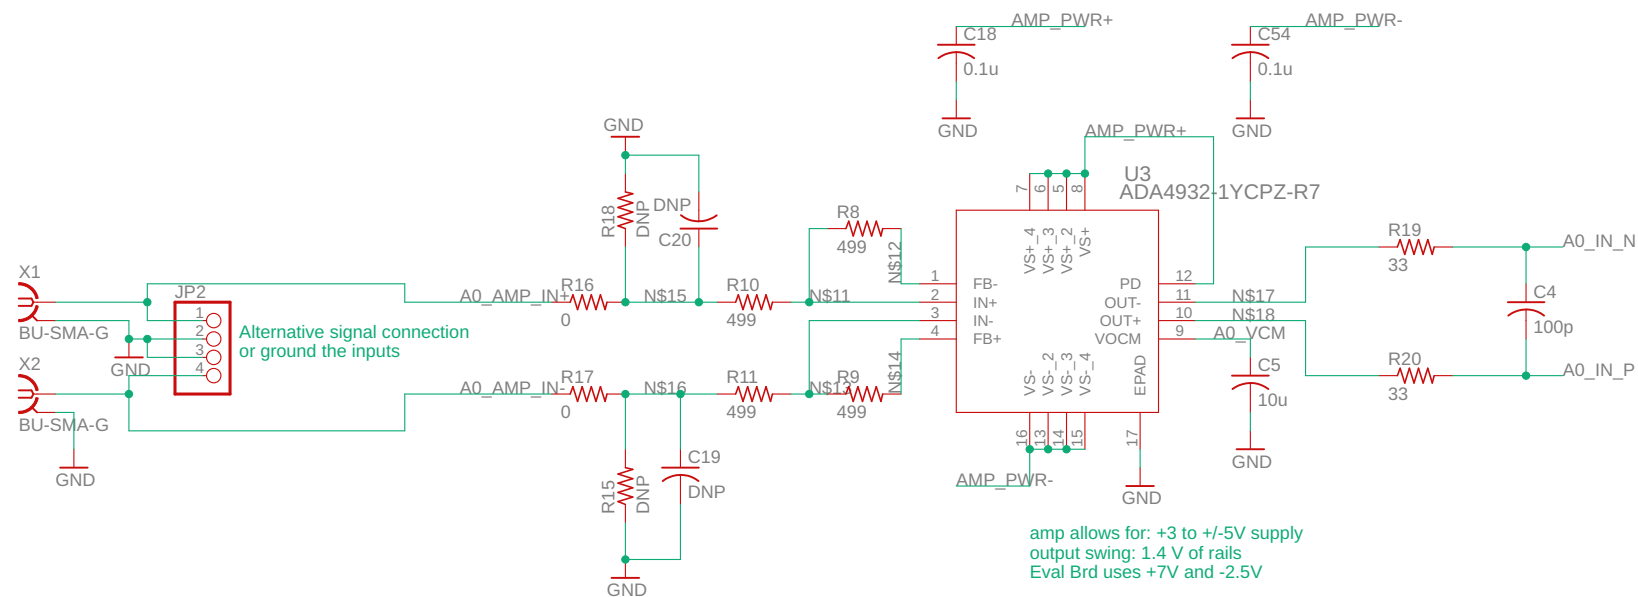 AMP_PWR+
AMP_PWR-
C18
0.1u
GND
C54
0.1u
GND
GND
AMP_PWR+
U3
ADA4932-1YCPZ-R7
R18
DNP
DNP
C20
R8
499
N$12
7
6
5
8
VS+_4
VS+_3
VS+_2
VS+
R19
33
A0_IN_N
X1
BU-SMA-G
JP2
1
2
3
4
Alternative signal connection
or ground the inputs
GND
X2
BU-SMA-G
GND
A0_AMP_IN+
R16
0
N$15
R10
499
N$11
1
2
3
4
FB-
IN+
IN-
FB+
PD
OUT-
OUT+
VOCM
12
11
10
9
N$17
N$18
A0_VCM
C4
100p
C5
10u
GND
R20
33
A0_IN_P
A0_AMP_IN-
R17
0
N$16
R11
499
N$13
R9
499
N$14
VS-
VS-_2
VS-_3
VS-_4
EPAD
16
13
14
15
17
AMP_PWR-
GND
R15
DNP
C19
DNP
GND
amp allows for: +3 to +/-5V supply
output swing: 1.4 V of rails
Eval Brd uses +7V and -2.5V